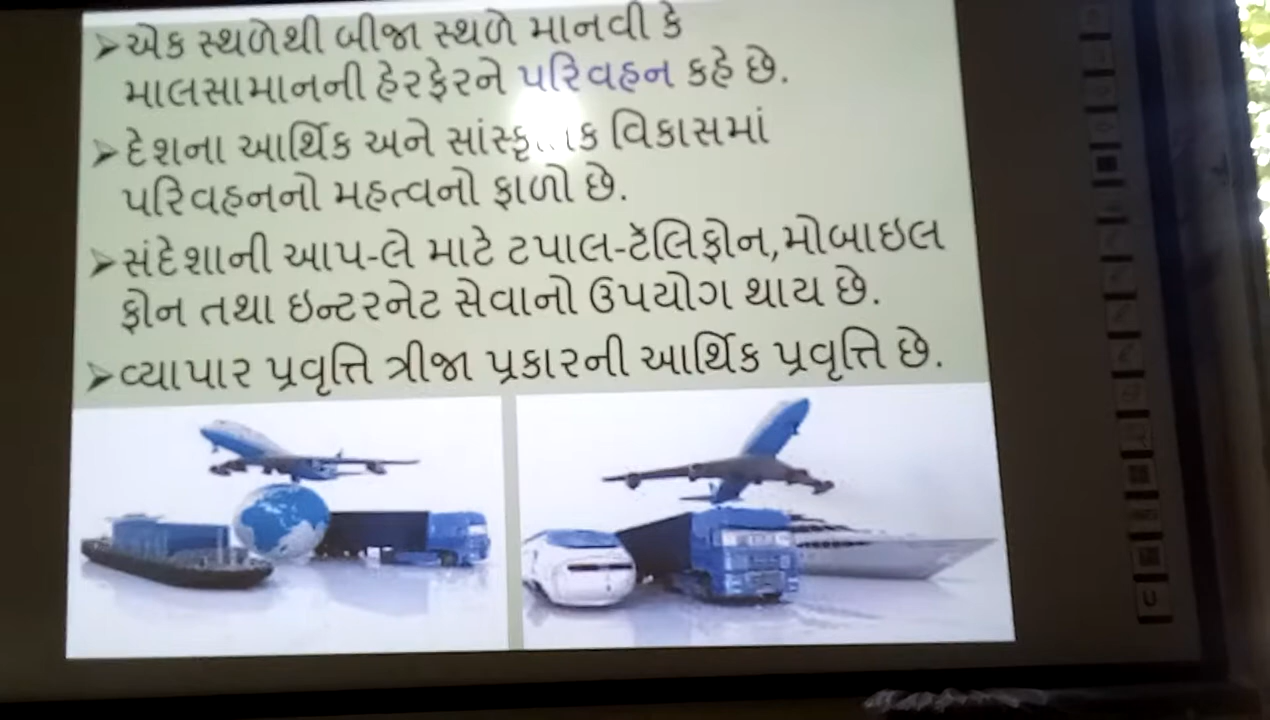 ➢એક સ્થળેથી બીજા સ્થળે માનવી કે
માલસામાનની હેરફેરને પરિવહન કહે છે.
➢દેશના આર્થિક અને વિકાસમાં
પરિવહનનો મહત્વનો ફાળો છે.
➢સંદેશાની આપ-લે માટે ટપાલ-ટૅલિફોન,મોબાઇલ
ફોન તથા ઇન્ટરનેટ સેવાનો ઉપયોગ થાય છે.
➢વ્યાપાર પ્રવૃત્તિ ત્રીજા પ્રકારની આર્થિક પ્રવૃત્તિ છે.